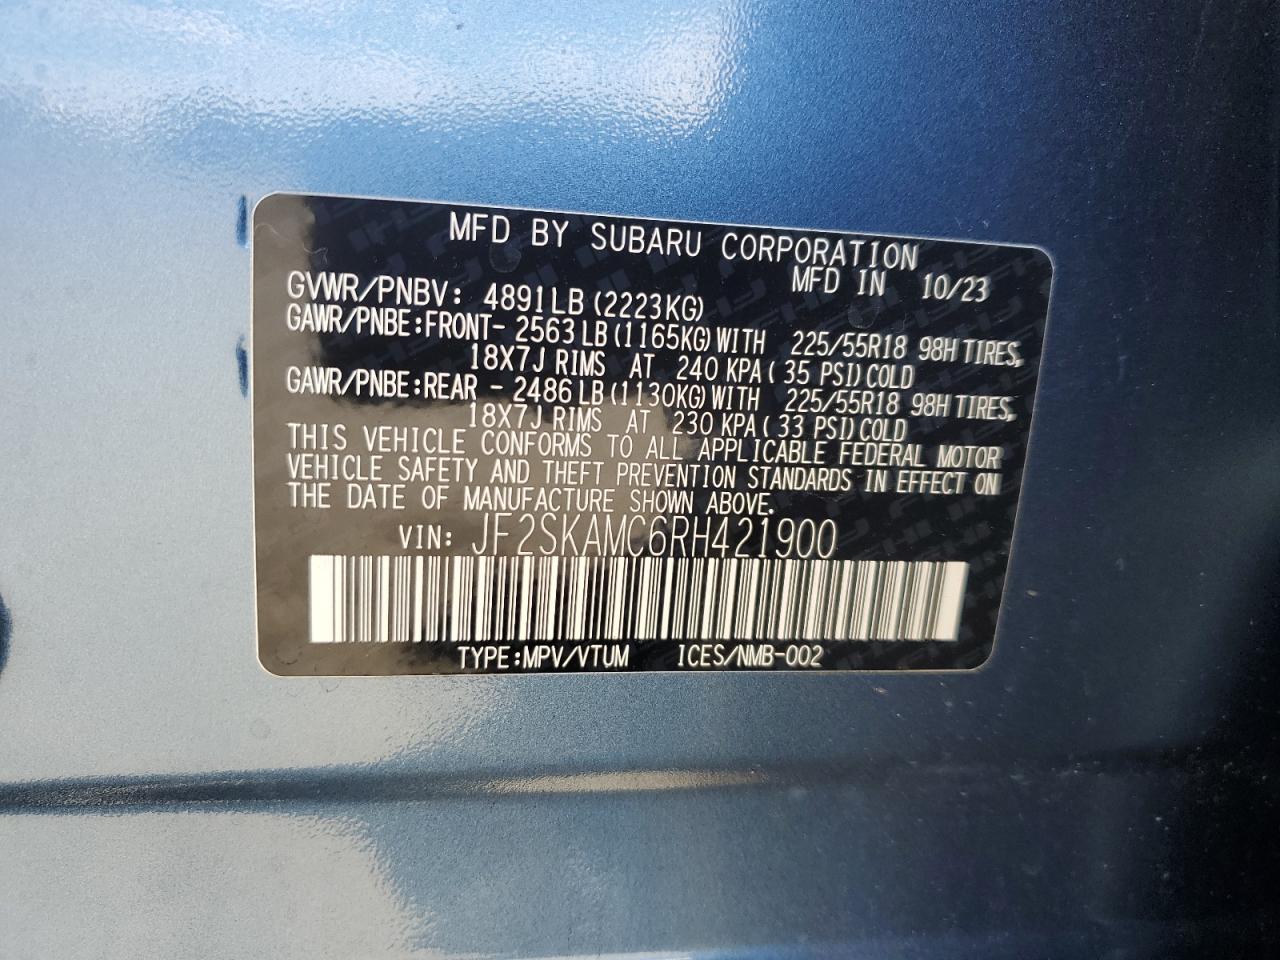 MFD BY SUBARU CORPORATION
MFD IN 10/23
GVWR/PNBV: 4891LB (2223KG)
GAWR/PNBE:FRONT- 2563LB (1165KG)WITH 225/55R18 98H TIRES,
18X7J RIMS AT 240 KPA( 35 PSI)COLD
GAWR/PNBE:REAR - 2486LB (1130KG)WITH 225/55R18 98H TIRES,
18X7J RIMS AT 230 KPA( 33 PSI)COLD
THIS VEHICLE CONFORMS TO ALL APPLICABLE FEDERAL MOTOR
VEHICLE SAFETY AND THEFT PREVENTION STANDARDS IN EFFECT ON
THE DATE OF MANUFACTURE SHOWN ABOVE.
VIN: JF2SKAMC6RH421900
TYPE:MPV/VTUM ICES/NMB-002